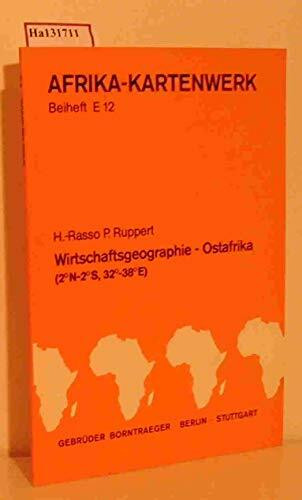 Ha131711
AFRIKA-KARTENWERK
Beiheft E 12
H.-Rasso P. Ruppert
Wirtschaftsgeographie - Ostafrika
(2°N-2°S, 32°-38°E)
GEBRÜDER BORNTRAEGER BERLIN · STUTTGART